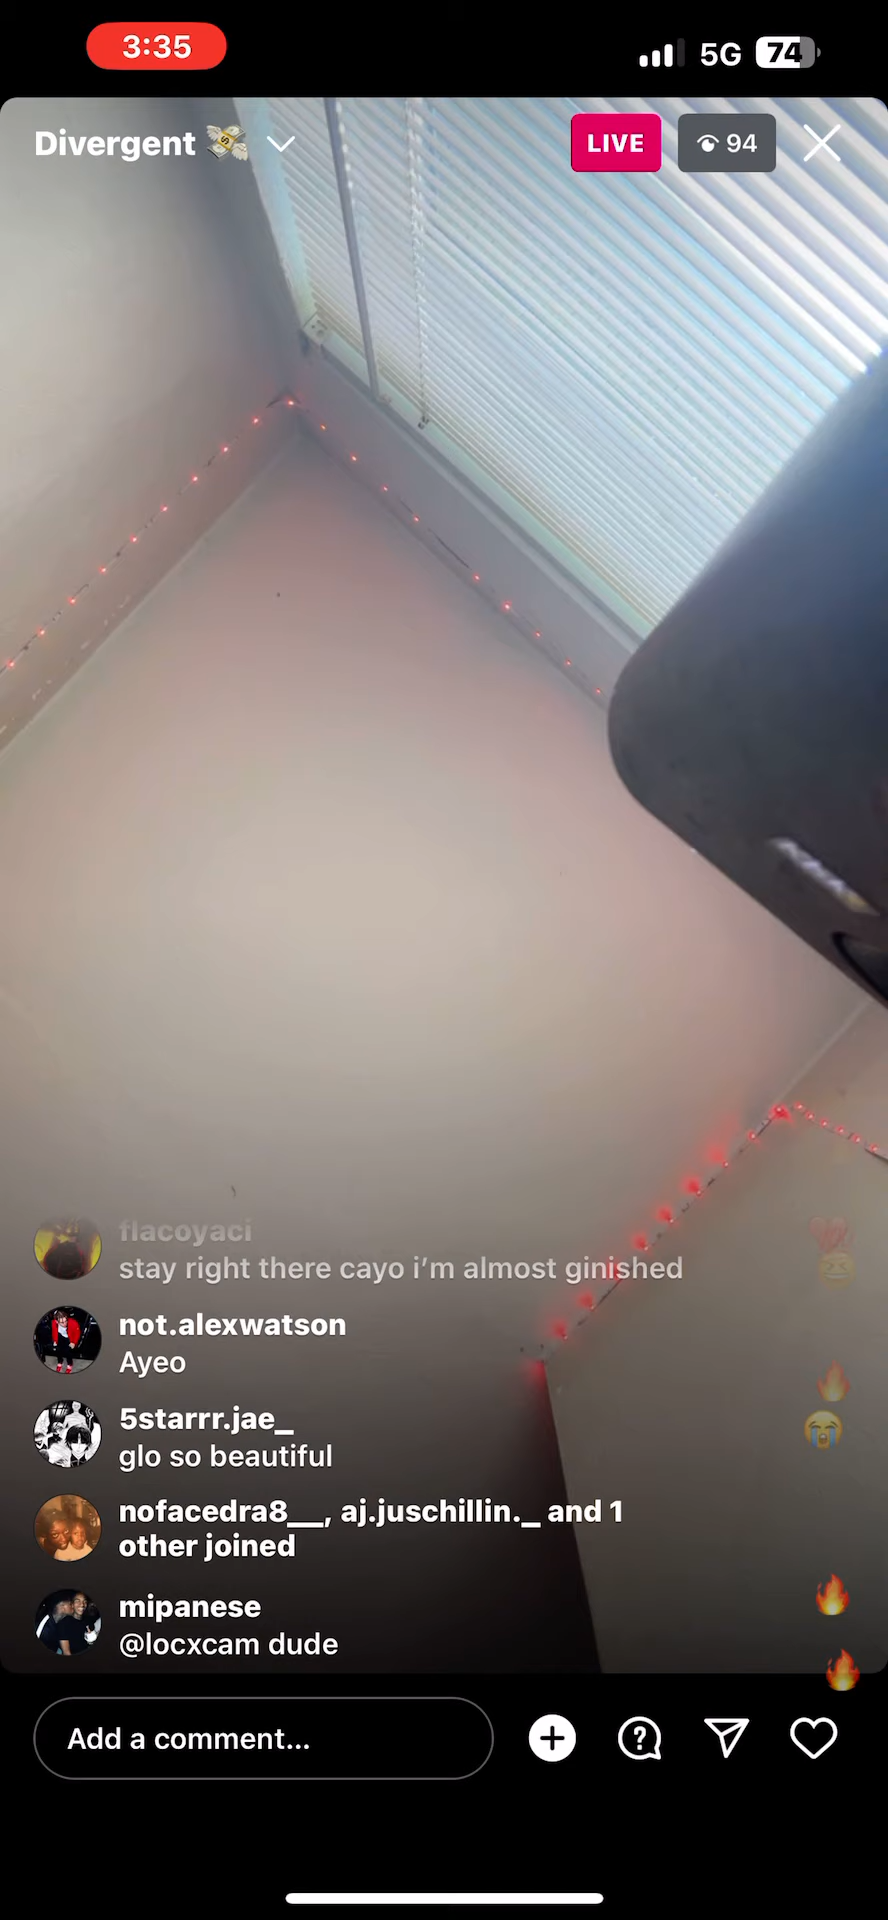 3:35
5G 74
Divergent 💸
LIVE
94
flacoyaci
stay right there cayo i’m almost ginished
not.alexwatson
Ayeo
5starrr.jae_
glo so beautiful
nofacedra8__, aj.juschillin._ and 1
other joined
mipanese
@locxcam dude
Add a comment...